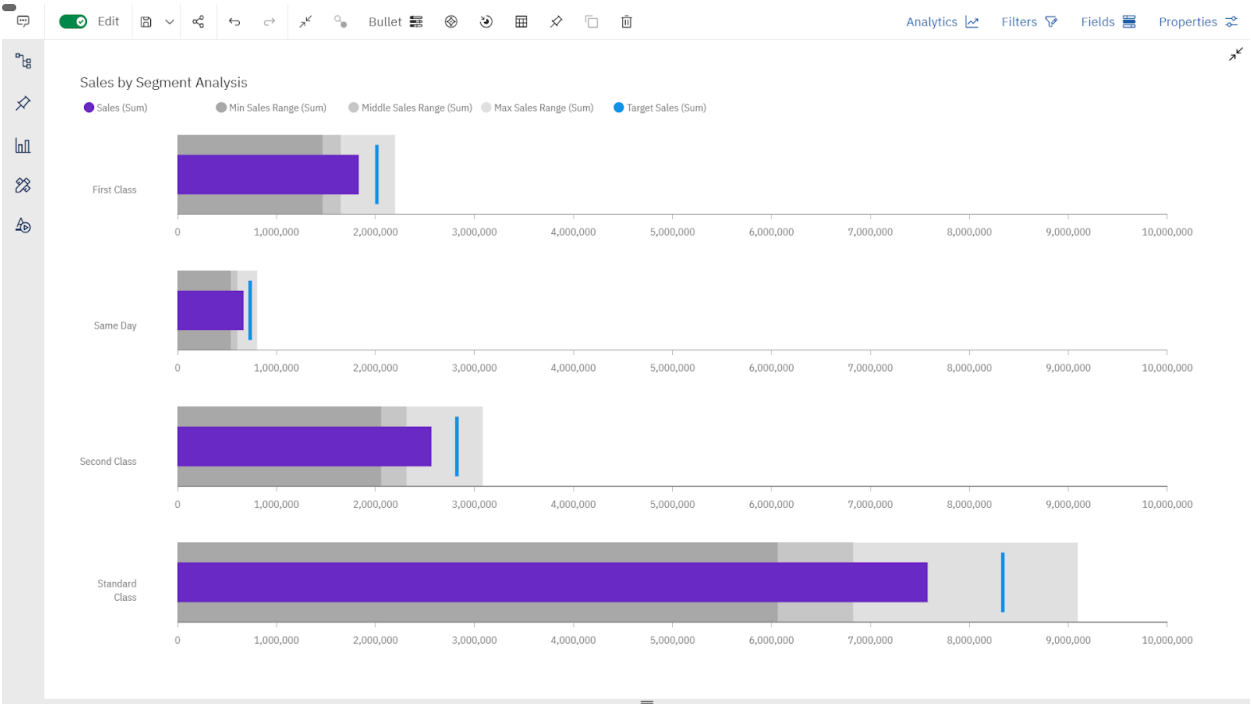 Edit Bullet Analytics Filters Fields Properties
Sales by Segment Analysis
Sales (Sum) Min Sales Range (Sum) Middle Sales Range (Sum) Max Sales Range (Sum) Target Sales (Sum)
First Class
0 1,000,000 2,000,000 3,000,000 4,000,000 5,000,000 6,000,000 7,000,000 8,000,000 9,000,000 10,000,000
Same Day
0 1,000,000 2,000,000 3,000,000 4,000,000 5,000,000 6,000,000 7,000,000 8,000,000 9,000,000 10,000,000
Second Class
0 1,000,000 2,000,000 3,000,000 4,000,000 5,000,000 6,000,000 7,000,000 8,000,000 9,000,000 10,000,000
Standard
Class
0 1,000,000 2,000,000 3,000,000 4,000,000 5,000,000 6,000,000 7,000,000 8,000,000 9,000,000 10,000,000